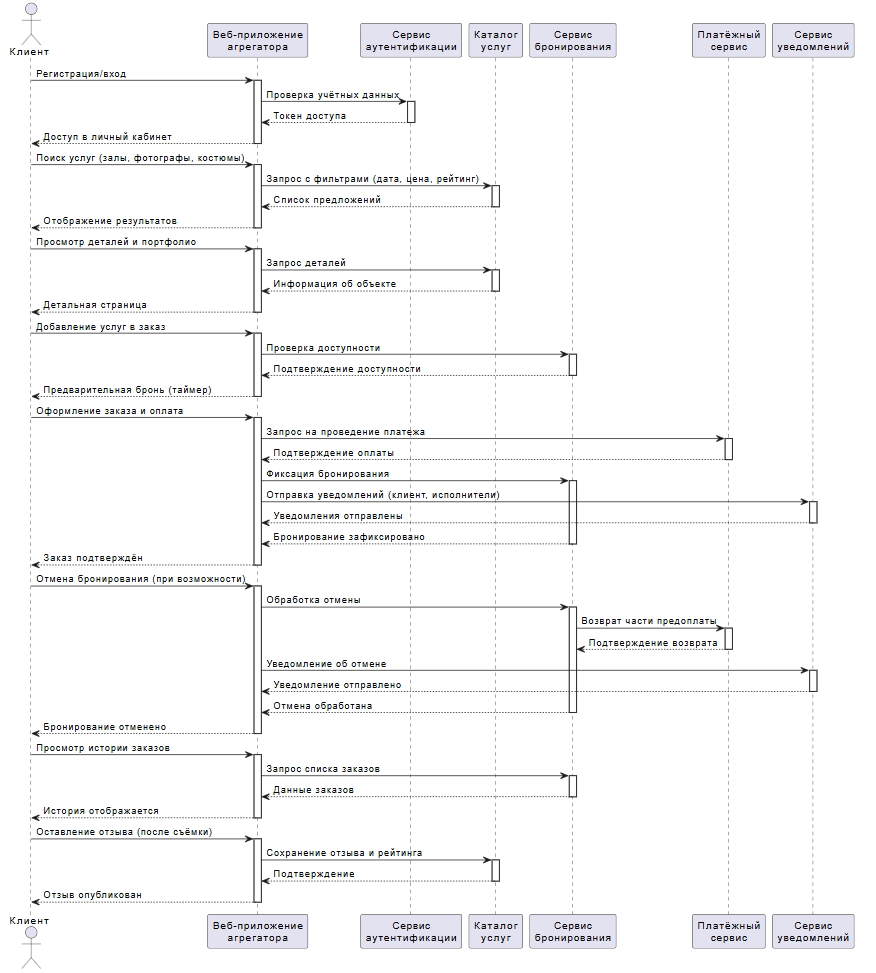 Клиент
Веб-приложение
агрегатора
Сервис
аутентификации
Каталог
услуг
Сервис
бронирования
Платёжный
сервис
Сервис
уведомлений
Регистрация/вход
Проверка учётных данных
Токен доступа
Доступ в личный кабинет
Поиск услуг (залы, фотографы, костюмы)
Запрос с фильтрами (дата, цена, рейтинг)
Список предложений
Отображение результатов
Просмотр деталей и портфолио
Запрос деталей
Информация об объекте
Детальная страница
Добавление услуг в заказ
Проверка доступности
Подтверждение доступности
Предварительная бронь (таймер)
Оформление заказа и оплата
Запрос на проведение платежа
Подтверждение оплаты
Фиксация бронирования
Отправка уведомлений (клиент, исполнители)
Уведомления отправлены
Бронирование зафиксировано
Заказ подтверждён
Отмена бронирования (при возможности)
Обработка отмены
Возврат части предоплаты
Подтверждение возврата
Уведомление об отмене
Уведомление отправлено
Отмена обработана
Бронирование отменено
Просмотр истории заказов
Запрос списка заказов
Данные заказов
История отображается
Оставление отзыва (после съёмки)
Сохранение отзыва и рейтинга
Подтверждение
Отзыв опубликован
Клиент
Веб-приложение
агрегатора
Сервис
аутентификации
Каталог
услуг
Сервис
бронирования
Платёжный
сервис
Сервис
уведомлений